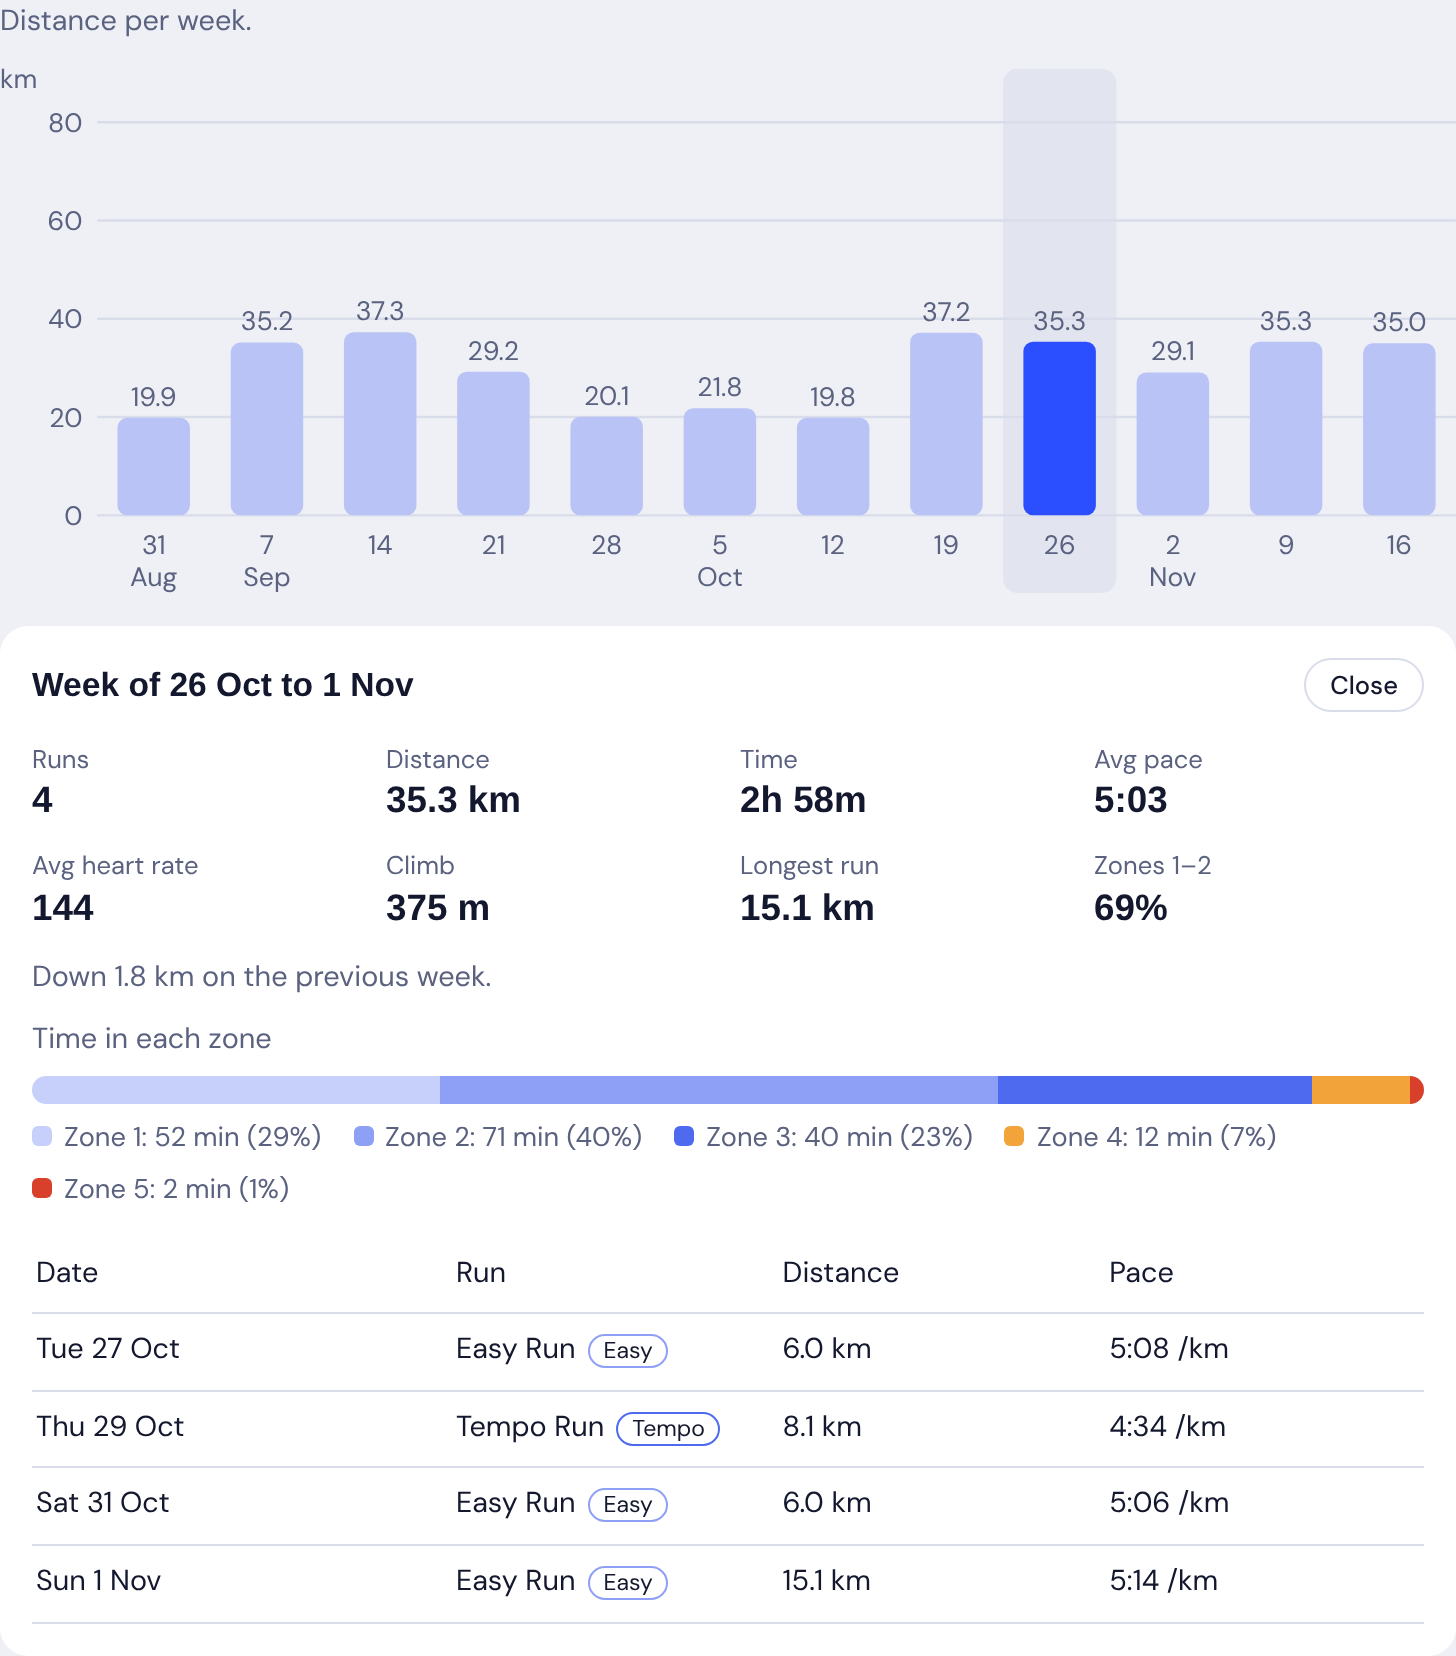 Distance per week.
km
80
60
40
20
0
19.9 35.2 37.3 29.2 20.1 21.8 19.8 37.2 35.3 29.1 35.3 35.0
31 7 14 21 28 5 12 19 26 2 9 16
Aug Sep Oct Nov
Week of 26 Oct to 1 Nov Close
Runs Distance Time Avg pace
4 35.3 km 2h 58m 5:03
Avg heart rate Climb Longest run Zones 1–2
144 375 m 15.1 km 69%
Down 1.8 km on the previous week.
Time in each zone
Zone 1: 52 min (29%) Zone 2: 71 min (40%) Zone 3: 40 min (23%) Zone 4: 12 min (7%)
Zone 5: 2 min (1%)
Date Run Distance Pace
Tue 27 Oct Easy Run Easy 6.0 km 5:08 /km
Thu 29 Oct Tempo Run Tempo 8.1 km 4:34 /km
Sat 31 Oct Easy Run Easy 6.0 km 5:06 /km
Sun 1 Nov Easy Run Easy 15.1 km 5:14 /km